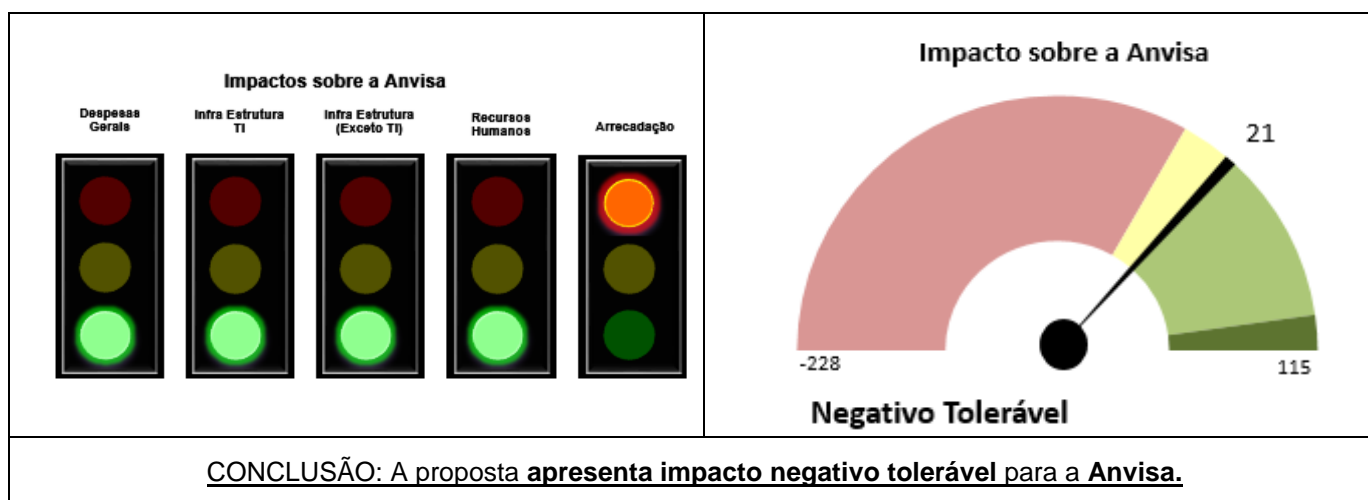 Impactos sobre a Anvisa
Despesas
Gerais
Infra Estrutura
TI
Infra Estrutura
(Exceto TI)
Recursos
Humanos
Arrecadação
Impacto sobre a Anvisa
21
-228
115
Negativo Tolerável
CONCLUSÃO: A proposta apresenta impacto negativo tolerável para a Anvisa.